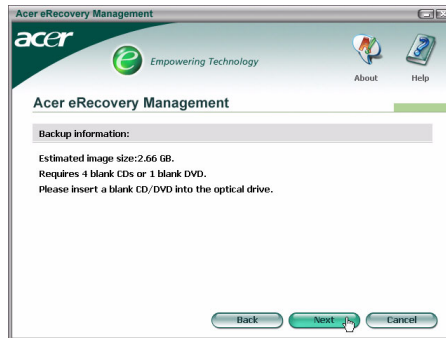 Acer eRecovery Management
acer
e Empowering Technology
About
Help
Acer eRecovery Management
Backup information:
Estimated image size:2.66 GB.
Requires 4 blank CDs or 1 blank DVD.
Please insert a blank CD/DVD into the optical drive.
Back
Next
Cancel